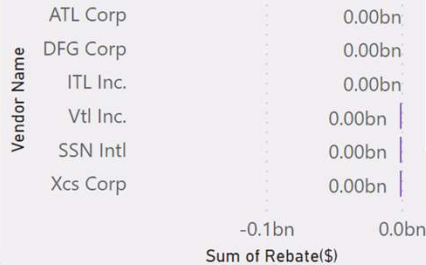 ATL Corp 0.00bn
DFG Corp 0.00bn
ITL Inc. 0.00bn
Vtl Inc. 0.00bn
SSN Intl 0.00bn
Xcs Corp 0.00bn
Vendor Name
-0.1bn 0.0bn
Sum of Rebate($)